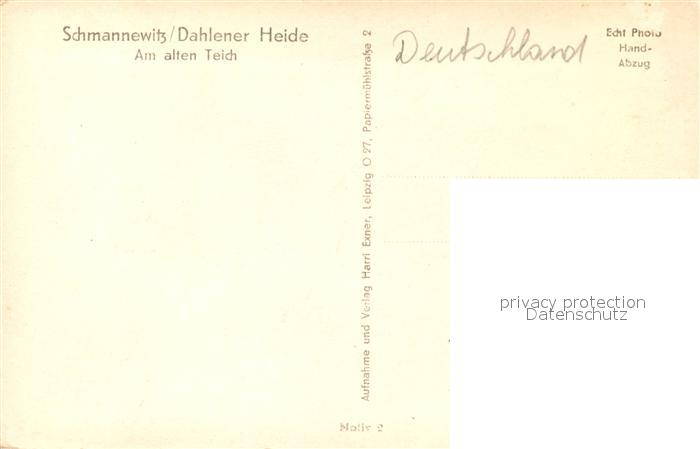 Schmannewitz/Dahlener Heide
Am alten Teich
Aufnahme und Verlag Harri Exner, Leipzig O 27, Papiermühlstraße 2
Motiv 2
Deutschland
Echt Photo
Hand-
Abzug
privacy protection
Datenschutz